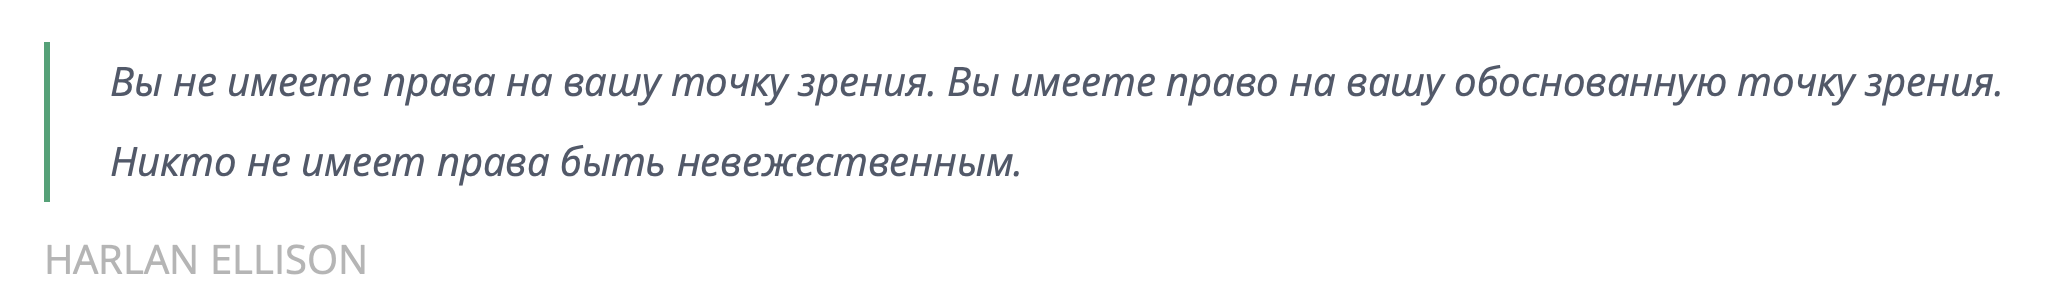 Вы не имеете права на вашу точку зрения. Вы имеете право на вашу обоснованную точку зрения.
Никто не имеет права быть невежественным.
HARLAN ELLISON